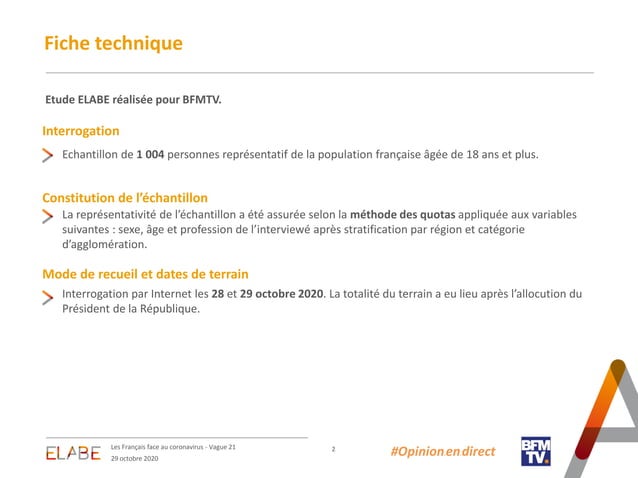 Fiche technique
Etude ELABE réalisée pour BFMTV.
Interrogation
Echantillon de 1 004 personnes représentatif de la population française âgée de 18 ans et plus.
Constitution de l’échantillon
La représentativité de l’échantillon a été assurée selon la méthode des quotas appliquée aux variables
suivantes : sexe, âge et profession de l’interviewé après stratification par région et catégorie
d’agglomération.
Mode de recueil et dates de terrain
Interrogation par Internet les 28 et 29 octobre 2020. La totalité du terrain a eu lieu après l’allocution du
Président de la République.
ELABE
Les Français face au coronavirus - Vague 21
29 octobre 2020
2
#Opinionendirect
BFM
TV.